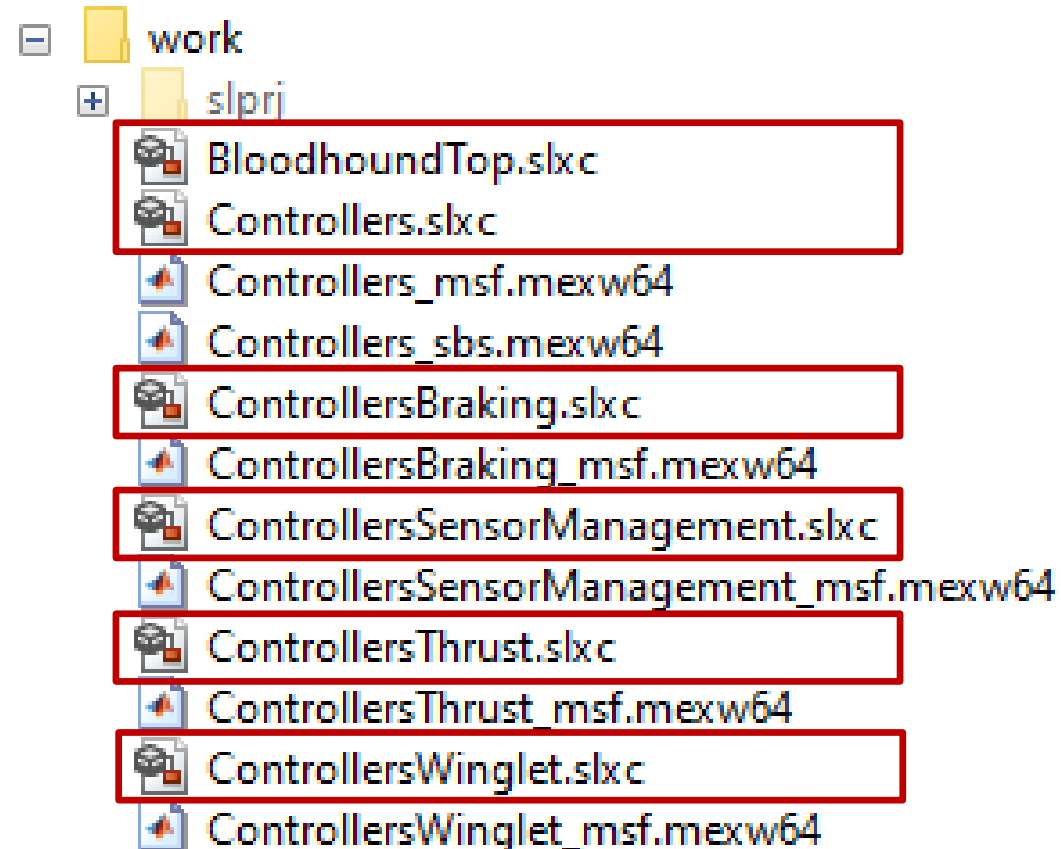 work
slprj
BloodhoundTop.slxc
Controllers.slxc
Controllers_msf.mexw64
Controllers_sbs.mexw64
ControllersBraking.slxc
ControllersBraking_msf.mexw64
ControllersSensorManagement.slxc
ControllersSensorManagement_msf.mexw64
ControllersThrust.slxc
ControllersThrust_msf.mexw64
ControllersWinglet.slxc
ControllersWinglet_msf.mexw64